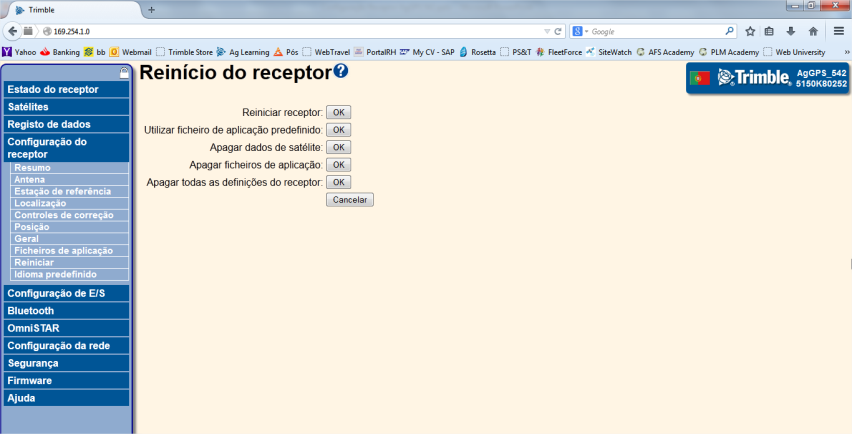 Trimble
169.254.1.0
Google
Yahoo
Banking
bb
Webmail
Trimble Store
Ag Learning
Pós
WebTravel
PortalRH
My CV - SAP
Rosetta
PS&T
FleetForce
SiteWatch
AFS Academy
PLM Academy
Web University
»
Reinício do receptor?
Trimble
AgGPS_542
5150K80252
Estado do receptor
Satélites
Registo de dados
Configuração do
receptor
Resumo
Antena
Estação de referência
Localização
Controles de correção
Posição
Geral
Ficheiros de aplicação
Reiniciar
Idioma predefinido
Configuração de E/S
Bluetooth
OmniSTAR
Configuração da rede
Segurança
Firmware
Ajuda
Reiniciar receptor: OK
Utilizar ficheiro de aplicação predefinido: OK
Apagar dados de satélite: OK
Apagar ficheiros de aplicação: OK
Apagar todas as definições do receptor: OK
Cancelar